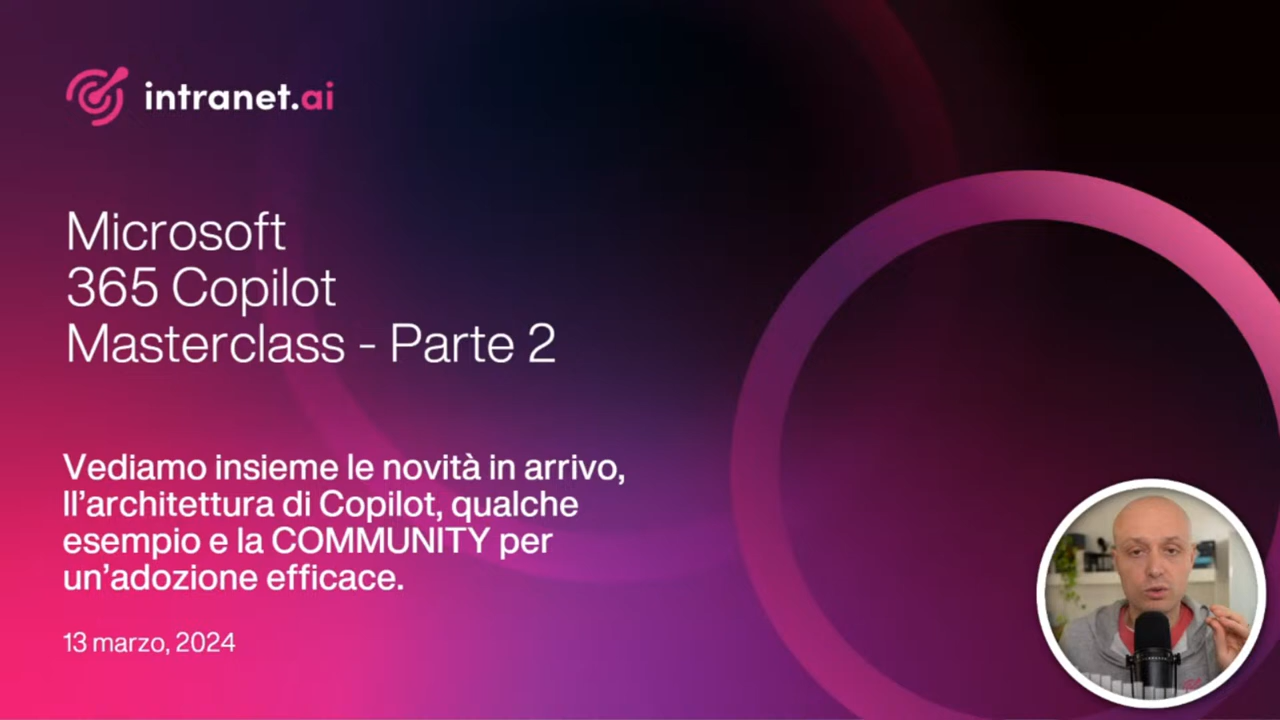 intranet.ai
Microsoft
365 Copilot
Masterclass - Parte 2
Vediamo insieme le novità in arrivo,
ll’architettura di Copilot, qualche
esempio e la COMMUNITY per
un’adozione efficace.
13 marzo, 2024